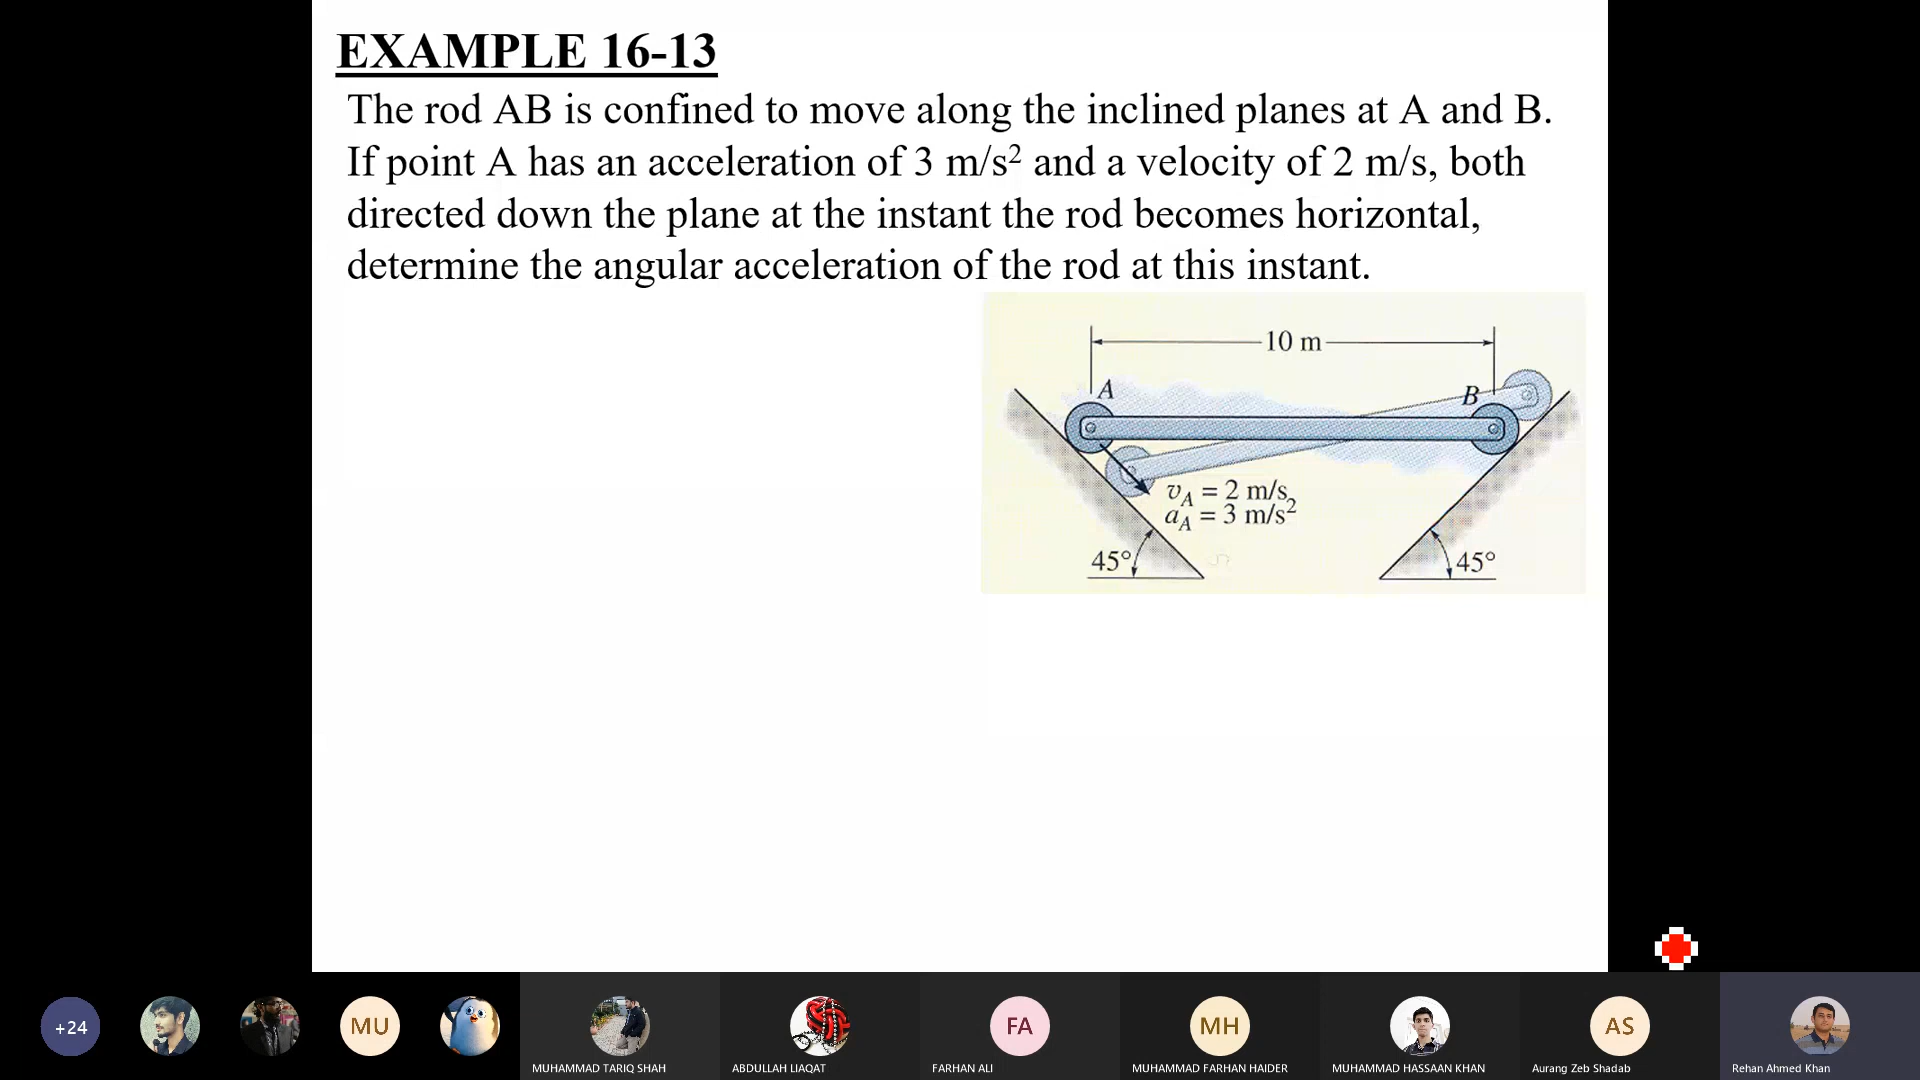 EXAMPLE 16-13
The rod AB is confined to move along the inclined planes at A and B.
If point A has an acceleration of 3 m/s² and a velocity of 2 m/s, both
directed down the plane at the instant the rod becomes horizontal,
determine the angular acceleration of the rod at this instant.
10 m
A
B
v_A = 2 m/s
a_A = 3 m/s²
45°
45°
+24
MU
FA
MH
AS
MUHAMMAD TARIQ SHAH
ABDULLAH LIAQAT
FARHAN ALI
MUHAMMAD FARHAN HAIDER
MUHAMMAD HASSAAN KHAN
Aurang Zeb Shadab
Rehan Ahmed Khan